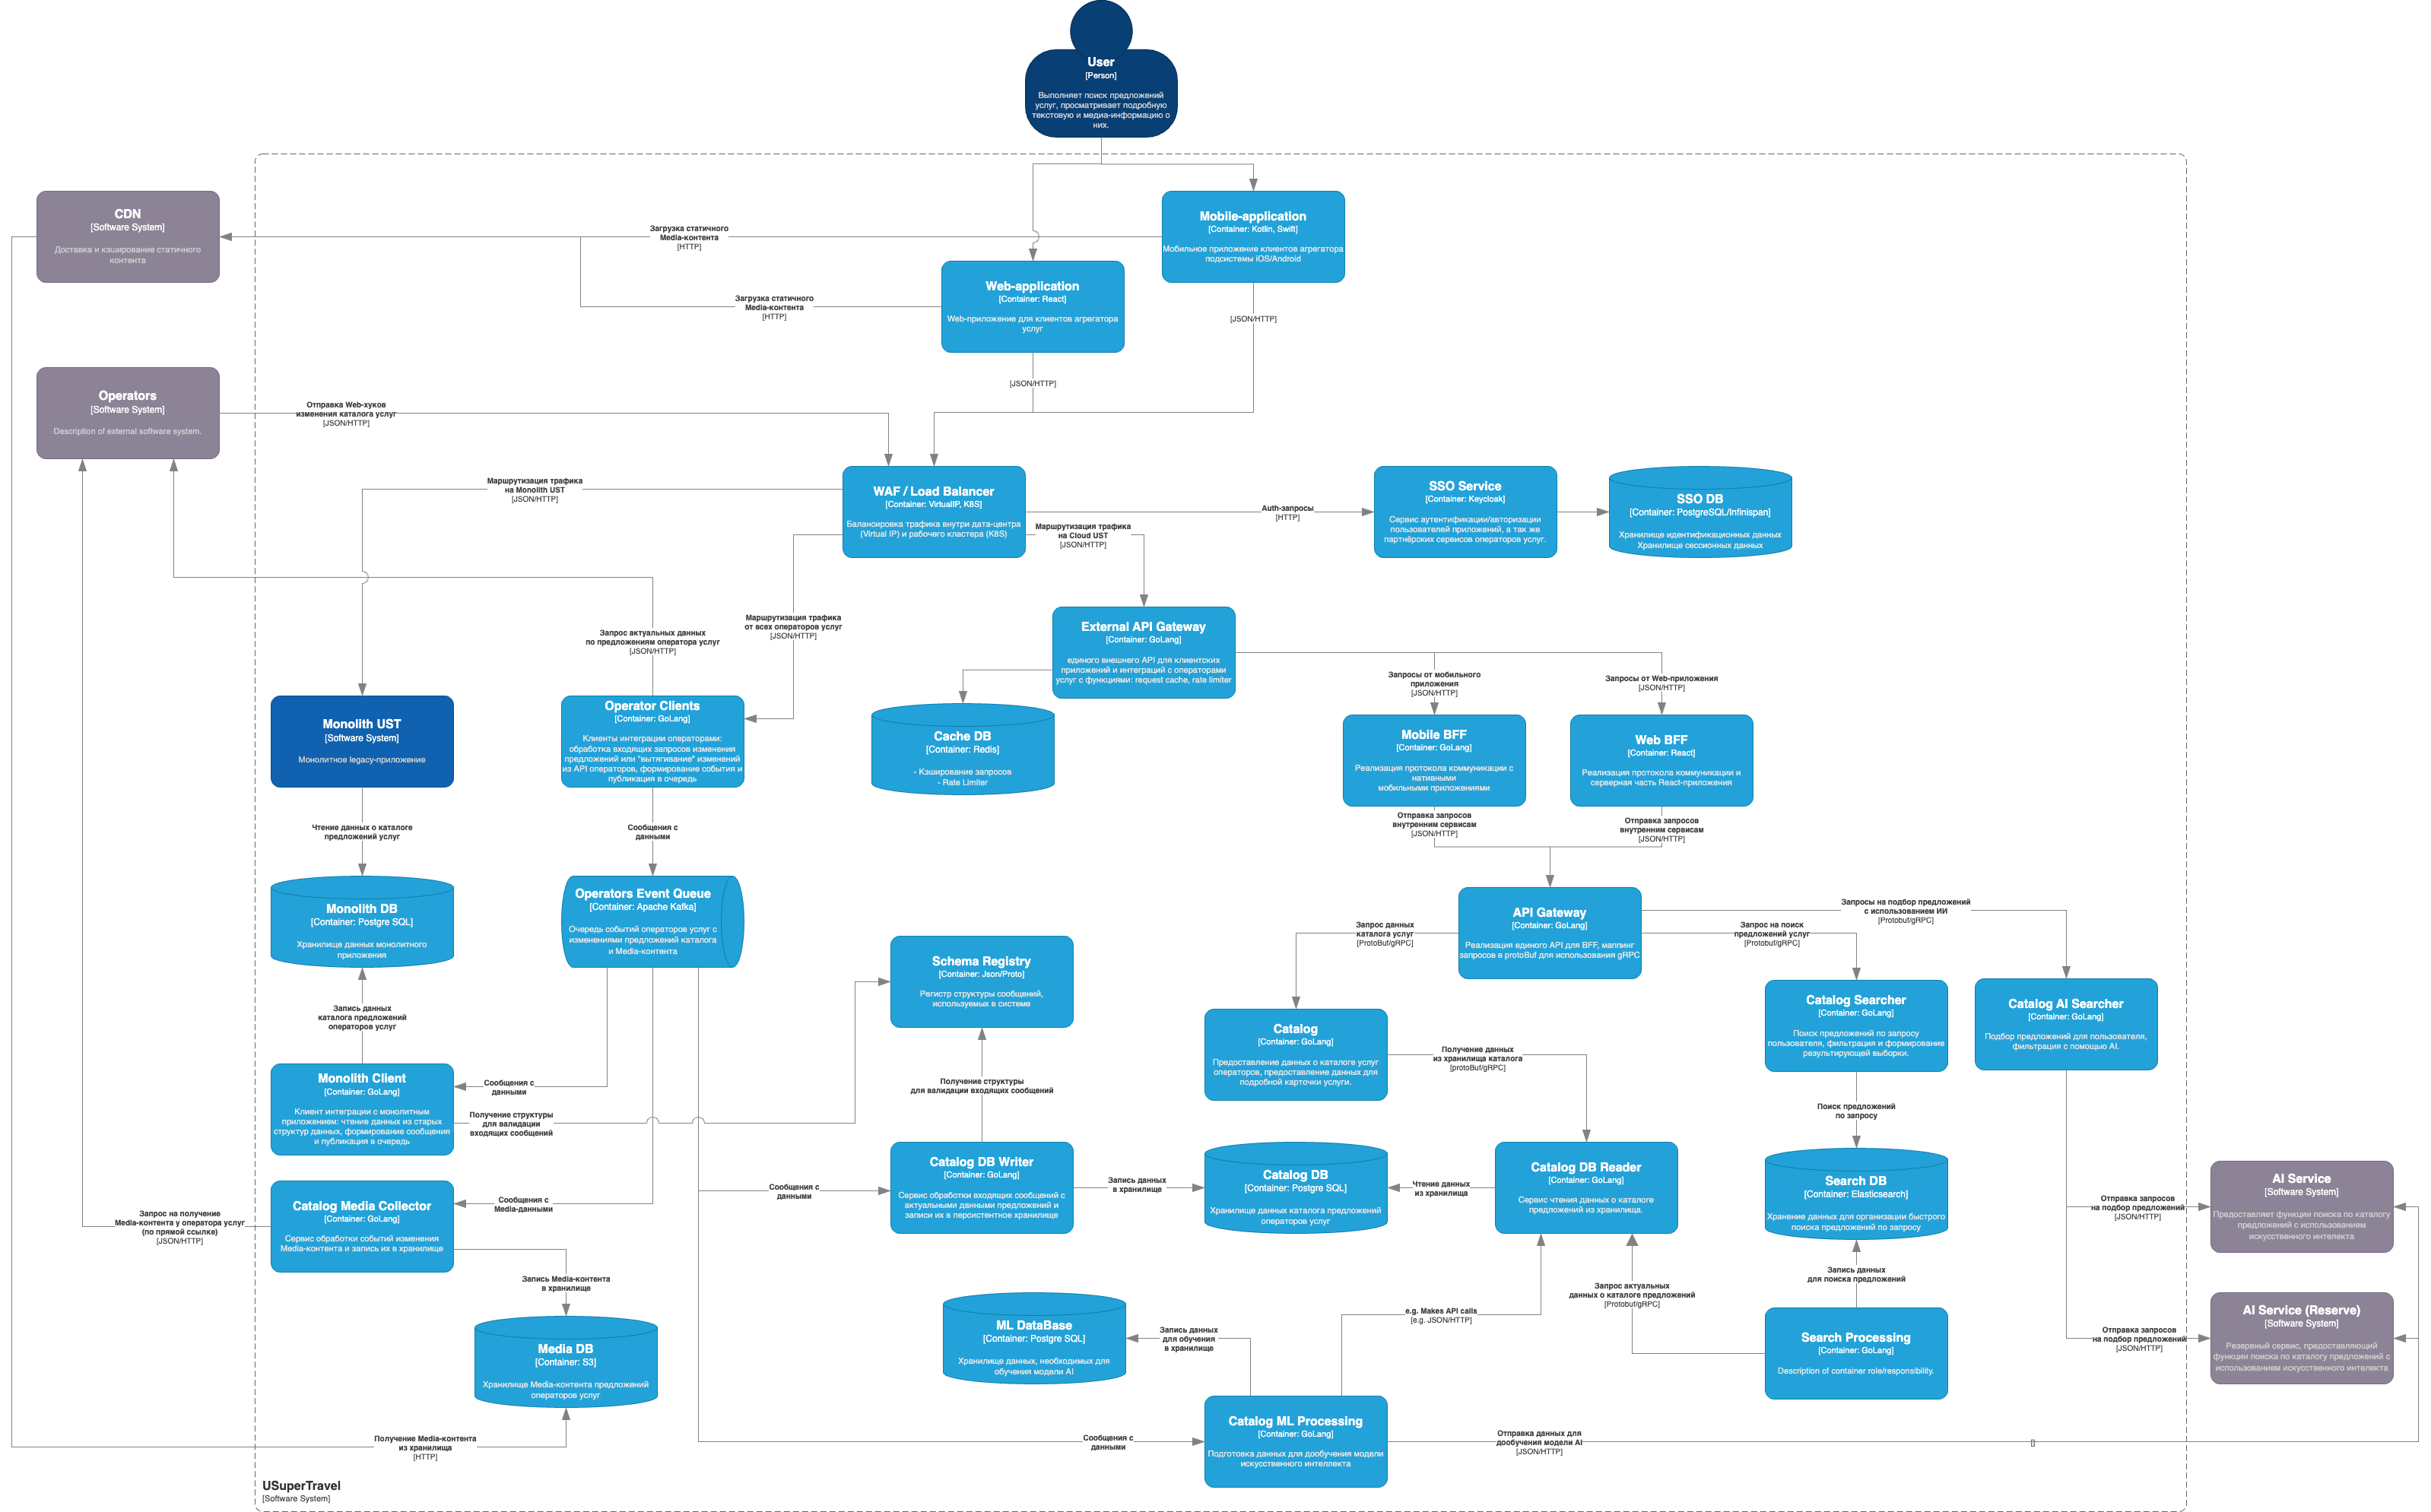 User
[Person]
Выполняет поиск предложений
услуг, просматривает подробную
текстовую и медиа-информацию о
них.
CDN
[Software System]
Доставка и кэширование статичного
контента
Загрузка статичного
Media-контента
[HTTP]
Mobile-application
[Container: Kotlin, Swift]
Мобильное приложение клиентов агрегатора
подсистемы iOS/Android
Web-application
[Container: React]
Web-приложение для клиентов агрегатора
услуг
Загрузка статичного
Media-контента
[HTTP]
[JSON/HTTP]
[JSON/HTTP]
Operators
[Software System]
Description of external software system.
Отправка Web-хуков
изменения каталога услуг
[JSON/HTTP]
Маршрутизация трафика
на Monolith UST
[JSON/HTTP]
WAF / Load Balancer
[Container: VirtualIP, K8S]
Балансировка трафика внутри дата-центра
(Virtual IP) и рабочего кластера (K8S)
Auth-запросы
[HTTP]
SSO Service
[Container: Keycloak]
Сервис аутентификации/авторизации
пользователей приложений, а так же
партнёрских сервисов операторов услуг.
SSO DB
[Container: PostgreSQL/Infinispan]
Хранилище идентификационных данных
Хранилище сессионных данных
Маршрутизация трафика
на Cloud UST
[JSON/HTTP]
Маршрутизация трафика
от всех операторов услуг
[JSON/HTTP]
Запрос актуальных данных
по предложениям оператора услуг
[JSON/HTTP]
External API Gateway
[Container: GoLang]
единого внешнего API для клиентских
приложений и интеграций с операторами
услуг с функциями: request cache, rate limiter
Запросы от мобильного
приложения
[JSON/HTTP]
Запросы от Web-приложения
[JSON/HTTP]
Monolith UST
[Software System]
Монолитное legacy-приложение
Operator Clients
[Container: GoLang]
Клиенты интеграции операторами:
обработка входящих запросов изменения
предложений или "вытягивание" изменений
из API операторов, формирование события и
публикация в очередь
Cache DB
[Container: Redis]
- Кэширование запросов
- Rate Limiter
Mobile BFF
[Container: GoLang]
Реализация протокола коммуникации с
нативными
мобильными приложениями
Web BFF
[Container: React]
Реализация протокола коммуникации и
серверная часть React-приложения
Чтение данных о каталоге
предложений услуг
Сообщения с
данными
Отправка запросов
внутренним сервисам
[JSON/HTTP]
Отправка запросов
внутренним сервисам
[JSON/HTTP]
Monolith DB
[Container: Postgre SQL]
Хранилище данных монолитного
приложения
Operators Event Queue
[Container: Apache Kafka]
Очередь событий операторов услуг с
изменениями предложений каталога
и Media-контента
API Gateway
[Container: GoLang]
Реализация единого API для BFF, маппинг
запросов в protoBuf для использования gRPC
Запрос данных
каталога услуг
[ProtoBuf/gRPC]
Запрос на поиск
предложений услуг
[Protobuf/gRPC]
Запросы на подбор предложений
с использованием ИИ
[Protobuf/gRPC]
Schema Registry
[Container: Json/Proto]
Регистр структуры сообщений,
используемых в системе
Запись данных
каталога предложений
операторов услуг
Catalog
[Container: GoLang]
Предоставление данных о каталоге услуг
операторов, предоставление данных для
подробной карточки услуги.
Получение данных
из хранилища каталога
[protoBuf/gRPC]
Catalog Searcher
[Container: GoLang]
Поиск предложений по запросу
пользователя, фильтрация и формирование
результирующей выборки.
Catalog AI Searcher
[Container: GoLang]
Подбор предложений для пользователя,
фильтрация с помощью AI.
Monolith Client
[Container: GoLang]
Клиент интеграции с монолитным
приложением: чтение данных из старых
структур данных, формирование сообщения
и публикация в очередь
Сообщения с
данными
Получение структуры
для валидации
входящих сообщений
Получение структуры
для валидации входящих сообщений
Поиск предложений
по запросу
Catalog DB Writer
[Container: GoLang]
Сервис обработки входящих сообщений с
актуальными данными предложений и
записи их в персистентное хранилище
Сообщения с
данными
Запись данных
в хранилище
Catalog DB
[Container: Postgre SQL]
Хранилище данных каталога предложений
операторов услуг
Чтение данных
из хранилища
Catalog DB Reader
[Container: GoLang]
Сервис чтения данных о каталоге
предложений из хранилища.
Search DB
[Container: Elasticsearch]
Хранение данных для организации быстрого
поиска предложений по запросу
Отправка запросов
на подбор предложений
[JSON/HTTP]
AI Service
[Software System]
Предоставляет функции поиска по каталогу
предложений с использованием
искусственного интелекта
Запрос на получение
Media-контента у оператора услуг
(по прямой ссылке)
[JSON/HTTP]
Catalog Media Collector
[Container: GoLang]
Сервис обработки событий изменения
Media-контента и запись их в хранилище
Сообщения с
Media-данными
Запись Media-контента
в хранилище
Запрос актуальных
данных о каталоге предложений
[Protobuf/gRPC]
Запись данных
для поиска предложений
Media DB
[Container: S3]
Хранилище Media-контента предложений
операторов услуг
ML DataBase
[Container: Postgre SQL]
Хранилище данных, необходимых для
обучения модели AI
Запись данных
для обучения
в хранилище
e.g. Makes API calls
[e.g. JSON/HTTP]
Search Processing
[Container: GoLang]
Description of container role/responsibility.
Отправка запросов
на подбор предложений
[JSON/HTTP]
AI Service (Reserve)
[Software System]
Резервный сервис, предоставляющий
функции поиска по каталогу предложений с
использованием искусственного интелекта
Получение Media-контента
из хранилища
[HTTP]
Сообщения с
данными
Catalog ML Processing
[Container: GoLang]
Подготовка данных для дообучения модели
искусственного интеллекта
Отправка данных для
дообучения модели AI
[JSON/HTTP]
[]
USuperTravel
[Software System]